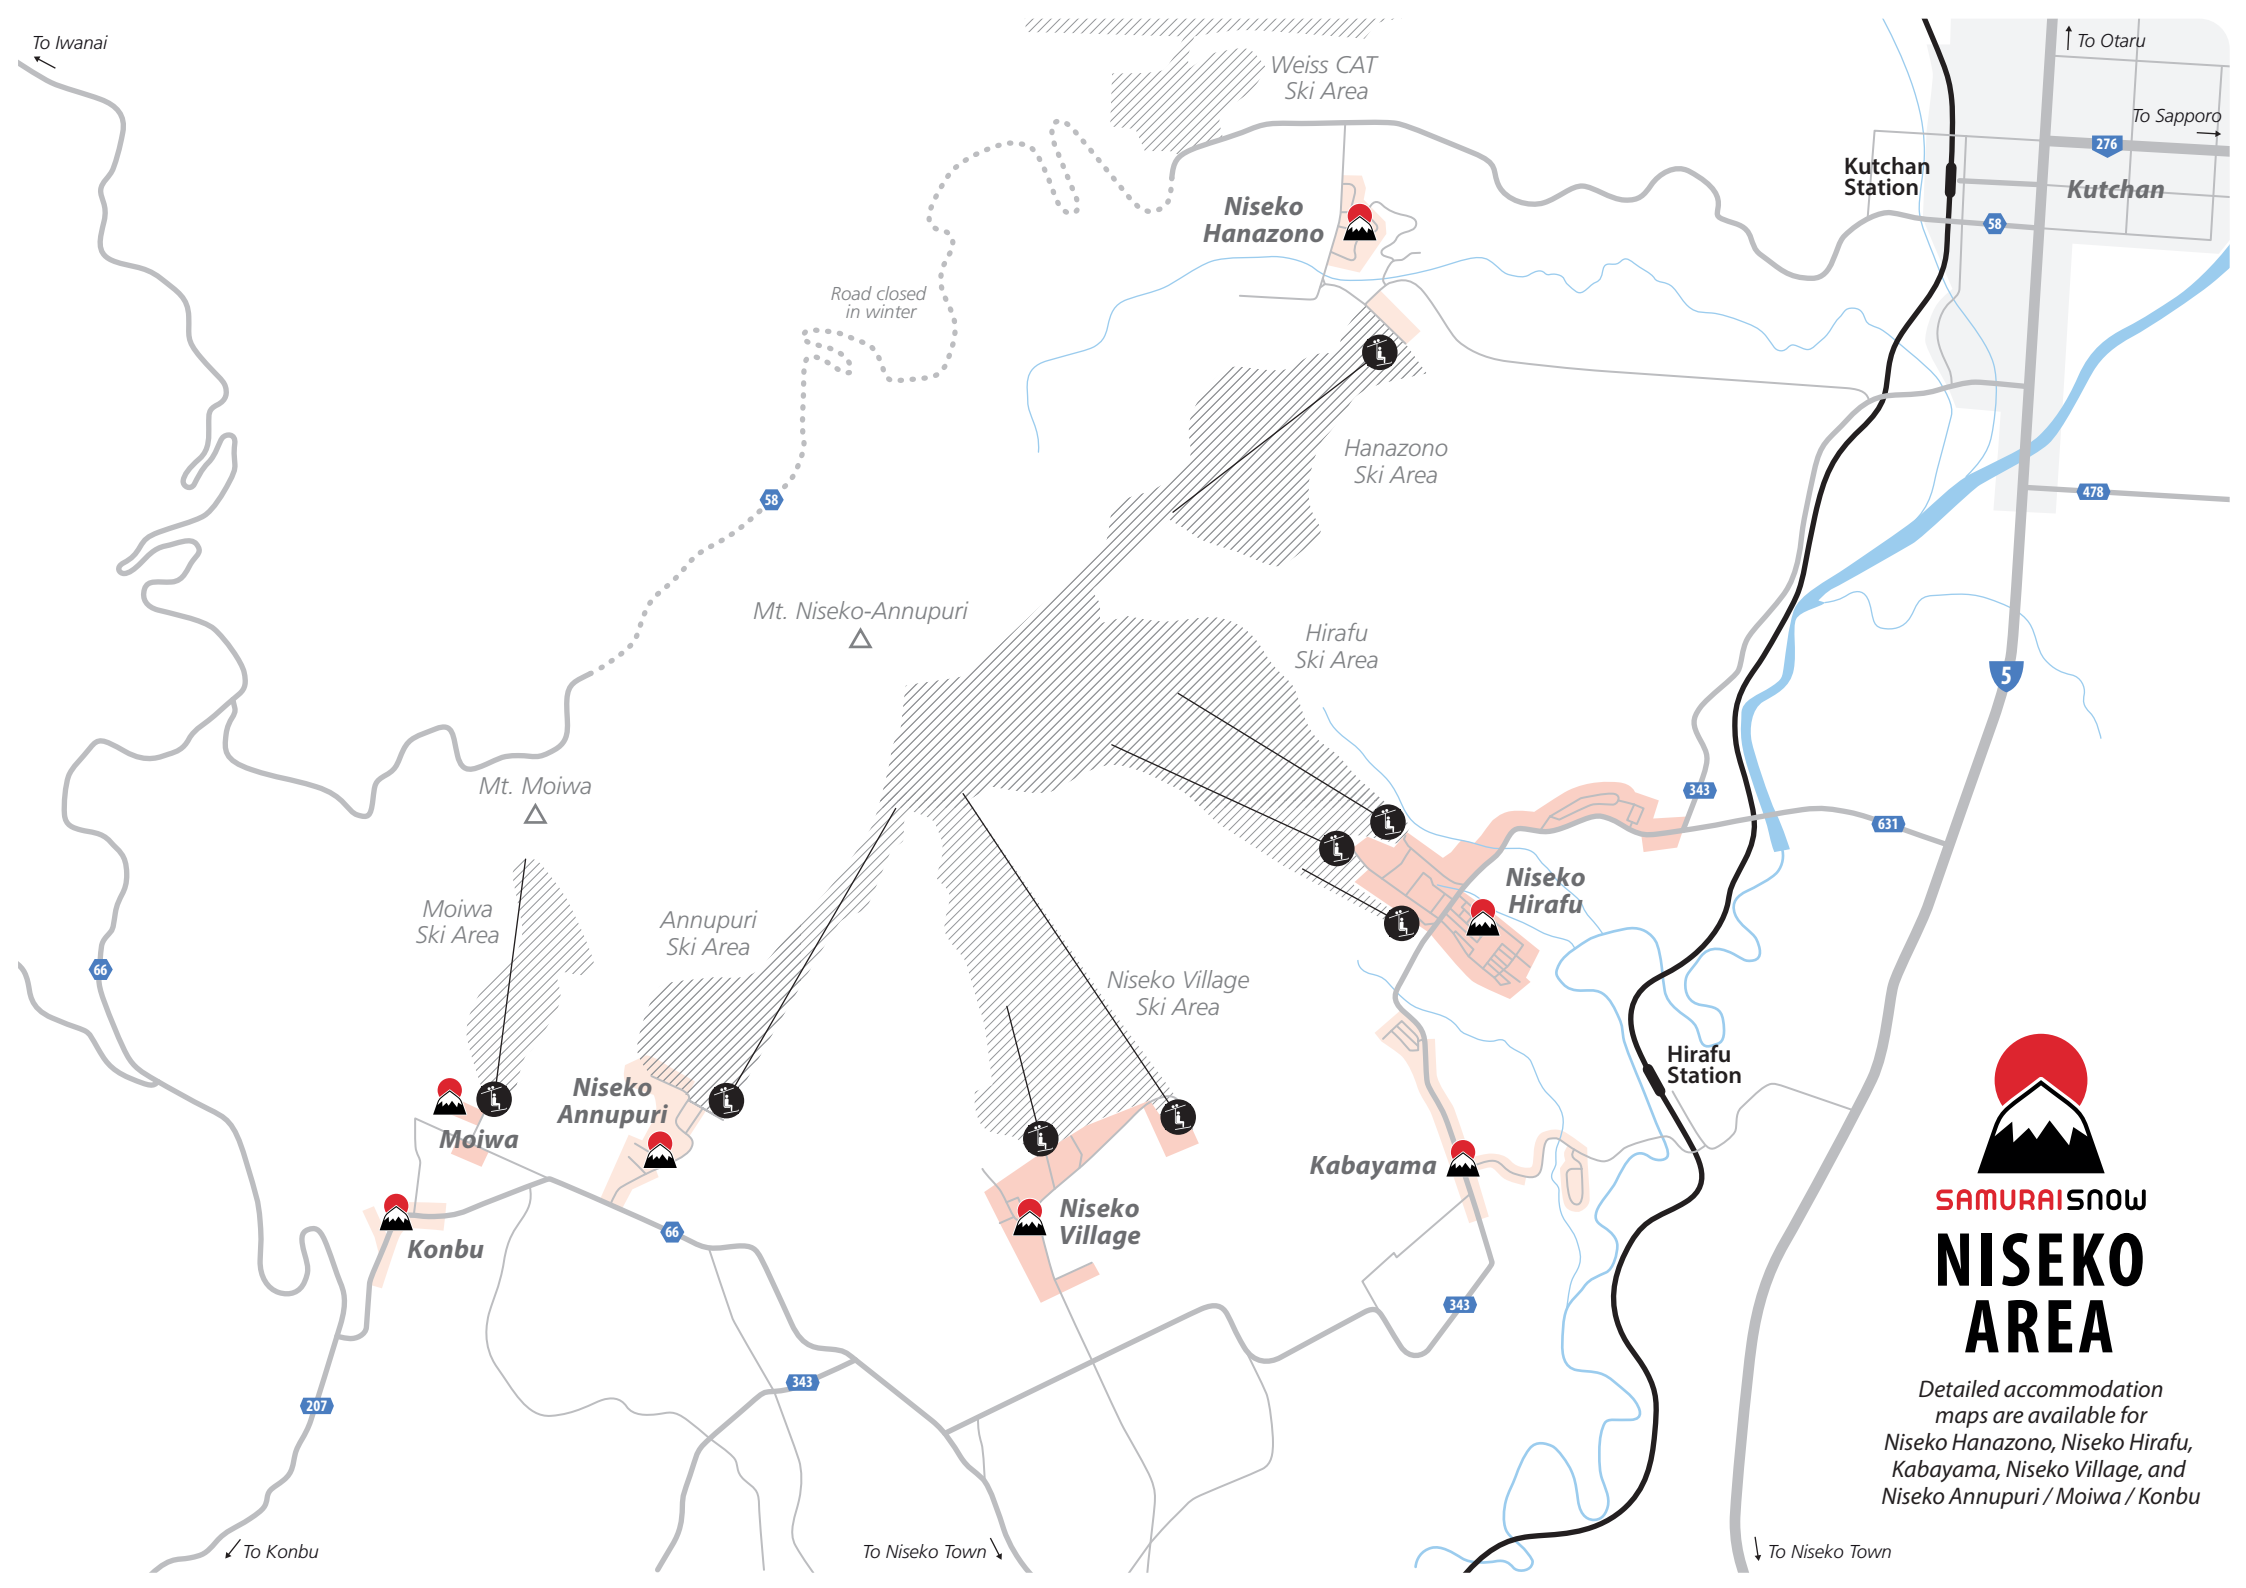 To Iwanai
Weiss CAT
Ski Area
To Otaru
To Sapporo
276
Kutchan
Station
Kutchan
58
Niseko
Hanazono
Road closed
in winter
Hanazono
Ski Area
58
478
Mt. Niseko-Annupuri
Hirafu
Ski Area
5
Mt. Moiwa
343
631
Niseko
Hirafu
Moiwa
Ski Area
Annupuri
Ski Area
66
Niseko Village
Ski Area
Hirafu
Station
Niseko
Annupuri
Moiwa
Kabayama
Niseko
Village
Konbu
66
343
343
207
To Konbu
To Niseko Town
To Niseko Town
SAMURAISNOW
NISEKO
AREA
Detailed accommodation
maps are available for
Niseko Hanazono, Niseko Hirafu,
Kabayama, Niseko Village, and
Niseko Annupuri / Moiwa / Konbu